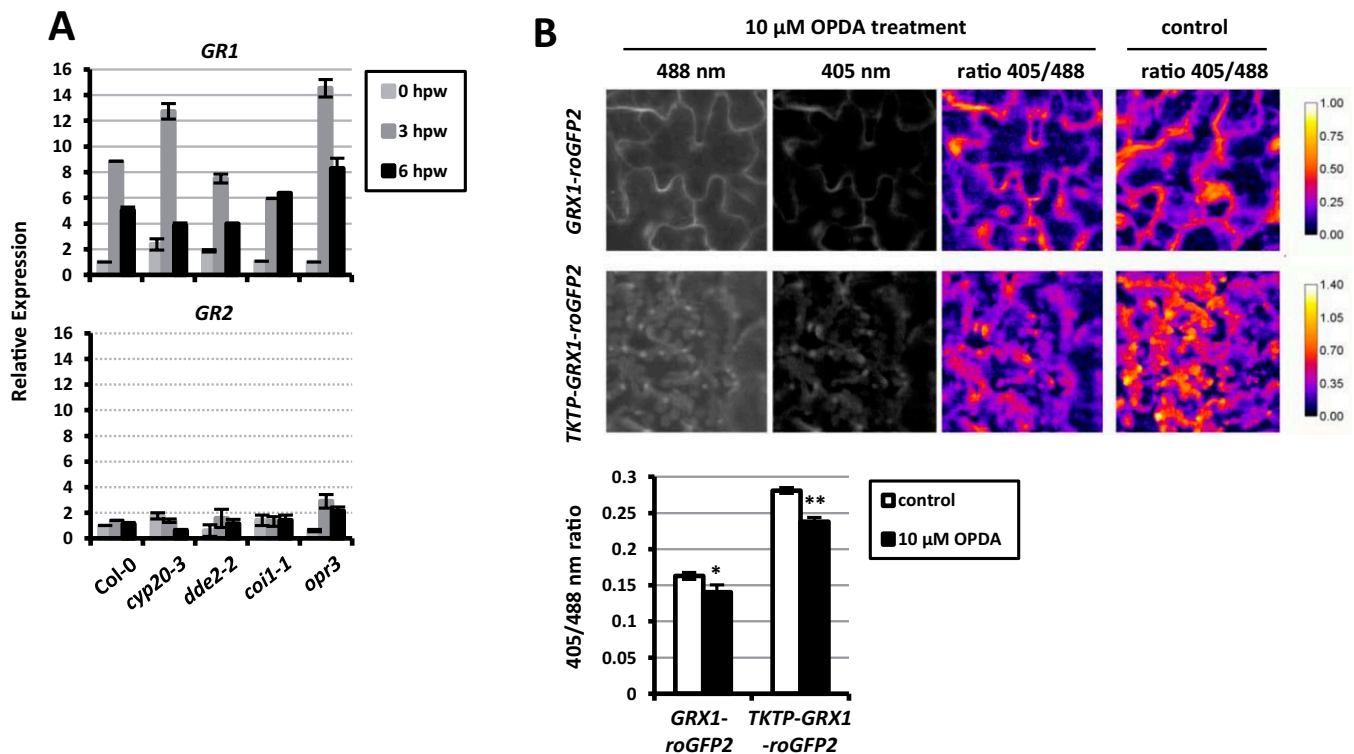 A
GR1
Relative Expression
16
14
12
10
8
6
4
2
0
0 hpw
3 hpw
6 hpw
GR2
16
14
12
10
8
6
4
2
0
Col-0
cyp20-3
dde2-2
coi1-1
opr3
B
10 µM OPDA treatment
control
488 nm
405 nm
ratio 405/488
ratio 405/488
GRX1-roGFP2
1.00
0.75
0.50
0.25
0.00
TKTP-GRX1-roGFP2
1.40
1.05
0.70
0.35
0.00
405/488 nm ratio
0.3
0.25
0.2
0.15
0.1
0.05
0
*
**
control
10 µM OPDA
GRX1-
roGFP2
TKTP-GRX1
-roGFP2